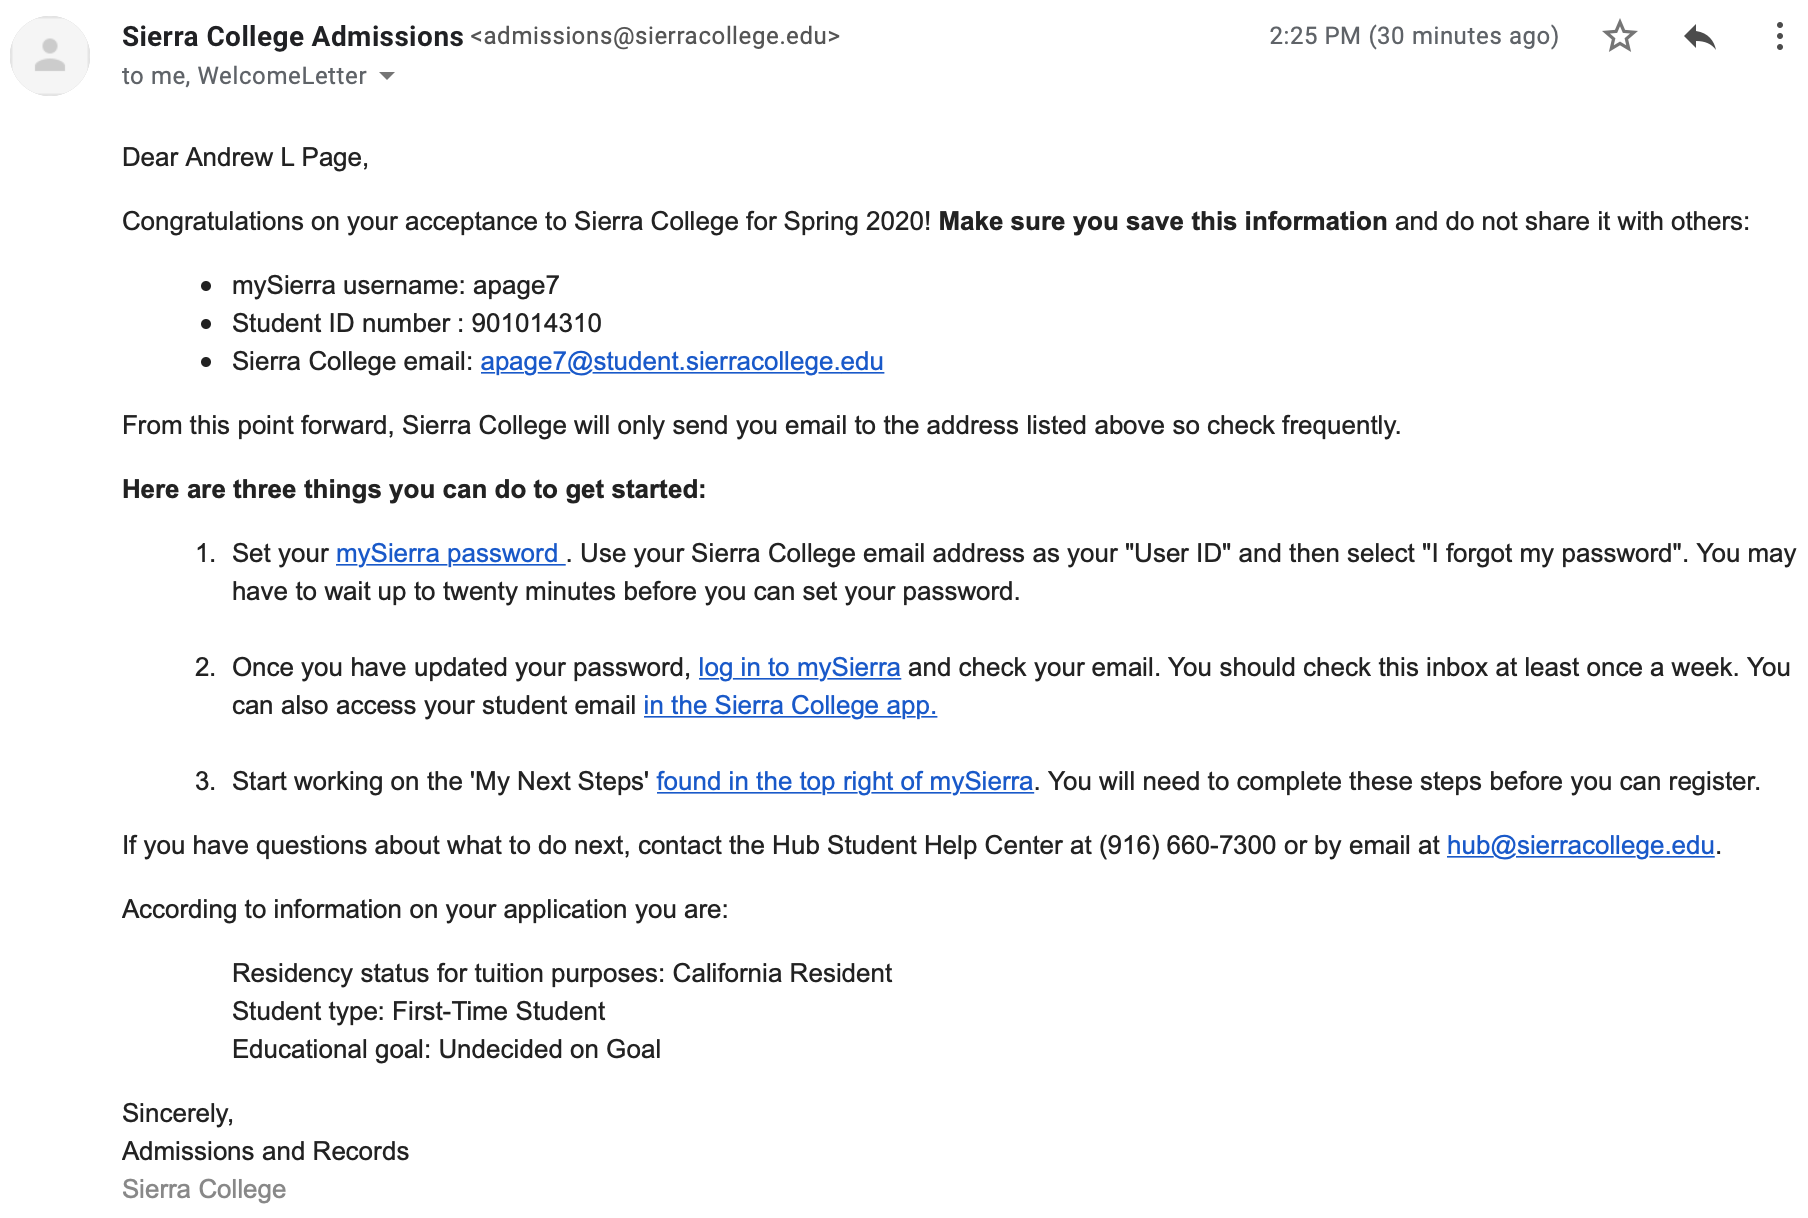 Sierra College Admissions <admissions@sierracollege.edu> 2:25 PM (30 minutes ago)
to me, WelcomeLetter
Dear Andrew L Page,
Congratulations on your acceptance to Sierra College for Spring 2020! Make sure you save this information and do not share it with others:
• mySierra username: apage7
• Student ID number : 901014310
• Sierra College email: apage7@student.sierracollege.edu
From this point forward, Sierra College will only send you email to the address listed above so check frequently.
Here are three things you can do to get started:
1. Set your mySierra password . Use your Sierra College email address as your "User ID" and then select "I forgot my password". You may
have to wait up to twenty minutes before you can set your password.
2. Once you have updated your password, log in to mySierra and check your email. You should check this inbox at least once a week. You
can also access your student email in the Sierra College app.
3. Start working on the 'My Next Steps' found in the top right of mySierra. You will need to complete these steps before you can register.
If you have questions about what to do next, contact the Hub Student Help Center at (916) 660-7300 or by email at hub@sierracollege.edu.
According to information on your application you are:
Residency status for tuition purposes: California Resident
Student type: First-Time Student
Educational goal: Undecided on Goal
Sincerely,
Admissions and Records
Sierra College